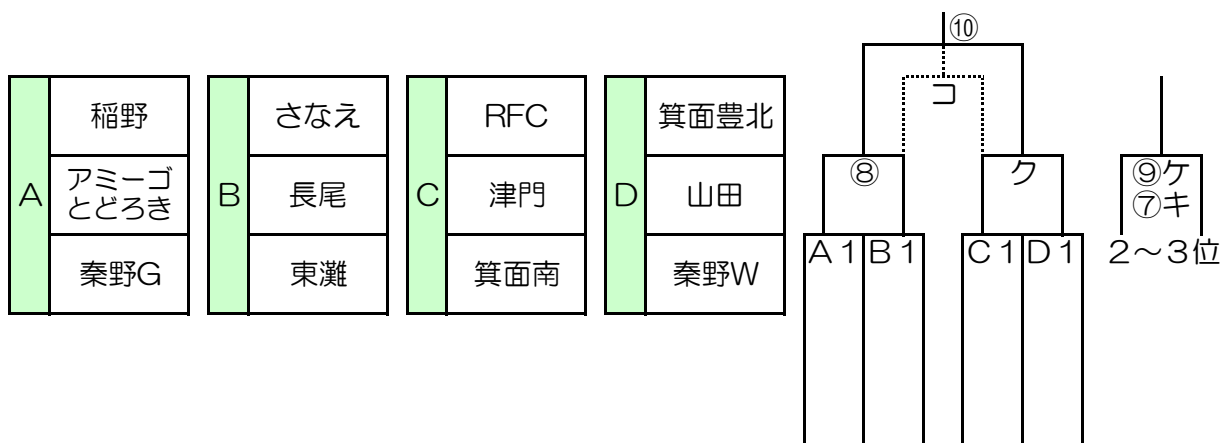 A
稲野
アミーゴ
とどろき
秦野G
B
さなえ
長尾
東灘
C
RFC
津門
箕面南
D
箕面豊北
山田
秦野W
⑩
コ
⑧
ク
A1
B1
C1
D1
⑨ケ
⑦キ
2～3位